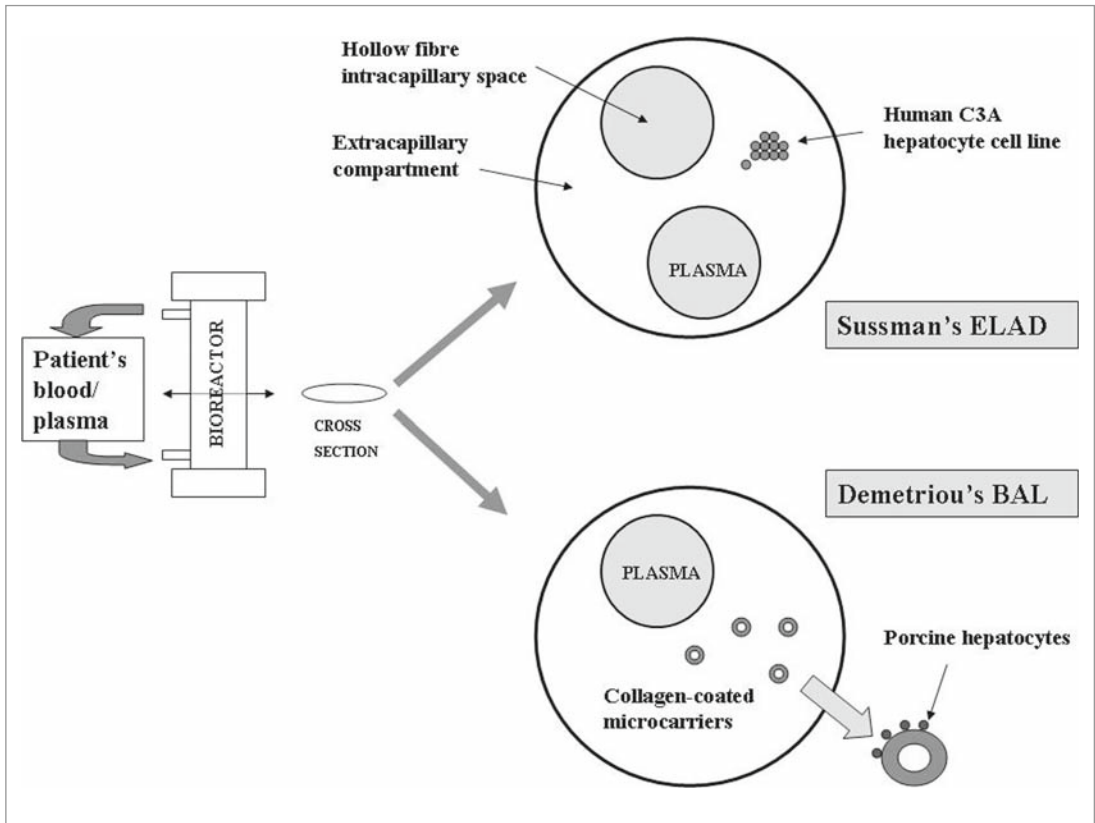 Hollow fibre
intracapillary space
Extracapillary
compartment
Human C3A
hepatocyte cell line
PLASMA
Sussman's ELAD
Patient's
blood/
plasma
BIOREACTOR
CROSS
SECTION
Demetriou's BAL
PLASMA
Collagen-coated
microcarriers
Porcine hepatocytes